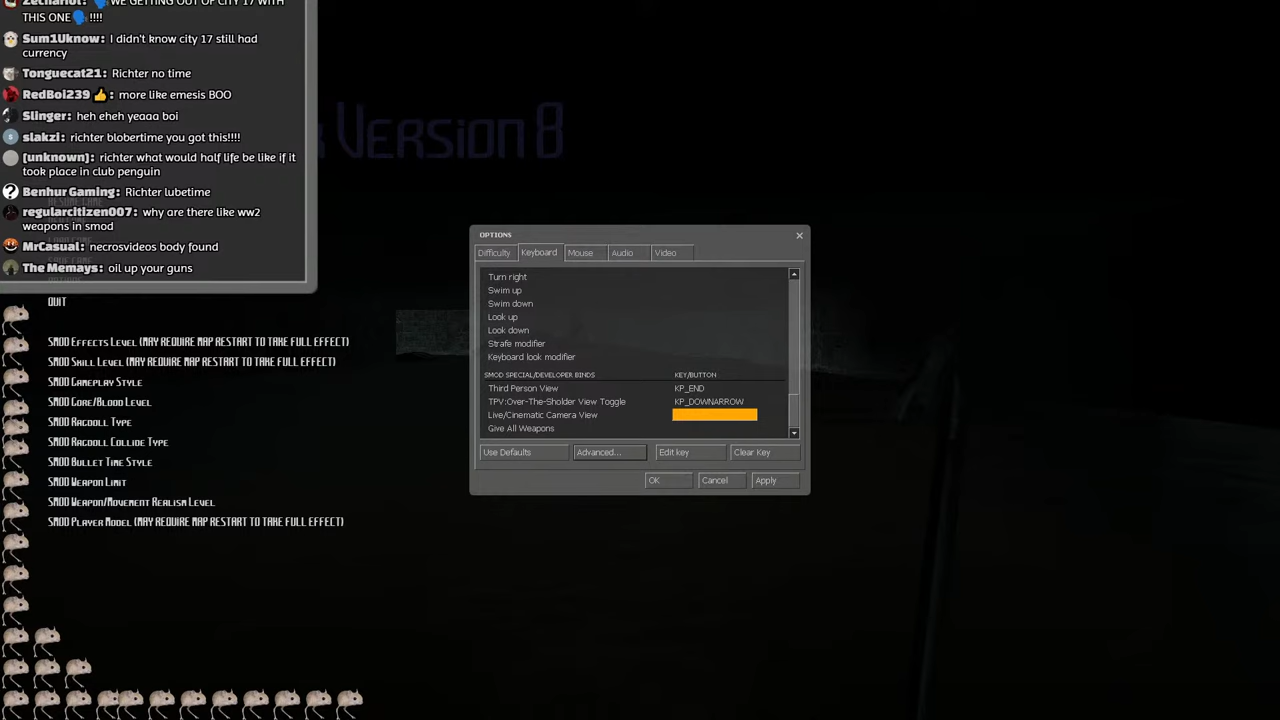 Zechariol: WE GETTING OUT OF CITY 17 WITH
THIS ONE !!!!
Sum1Uknow: I didn't know city 17 still had
currency
Tonguecat21: Richter no time
RedBoi239 : more like emesis BOO
Slinger: heh eheh yeaaa boi
slakzi: richter blobertime you got this!!!!
[unknown]: richter what would half life be like if it
took place in club penguin
Benhur Gaming: Richter lubetime
regularcitizen007: why are there like ww2
weapons in smod
MrCasual: necrosvideos body found
The Memays: oil up your guns
Version 8
RESUME GAME
QUIT
SMOD Effects Level (MAY REQUIRE MAP RESTART TO TAKE FULL EFFECT)
SMOD Skill Level (MAY REQUIRE MAP RESTART TO TAKE FULL EFFECT)
SMOD Gameplay Style
SMOD Gore/Blood Level
SMOD Ragdoll Type
SMOD Ragdoll Collide Type
SMOD Bullet Time Style
SMOD Weapon Limit
SMOD Weapon/Movement Realism Level
SMOD Player Model (MAY REQUIRE MAP RESTART TO TAKE FULL EFFECT)
OPTIONS
Difficulty Keyboard Mouse Audio Video
Turn right
Swim up
Swim down
Look up
Look down
Strafe modifier
Keyboard look modifier
SMOD SPECIAL/DEVELOPER BINDS KEY/BUTTON
Third Person View KP_END
TPV:Over-The-Sholder View Toggle KP_DOWNARROW
Live/Cinematic Camera View
Give All Weapons
Use Defaults Advanced... Edit key Clear Key
OK Cancel Apply